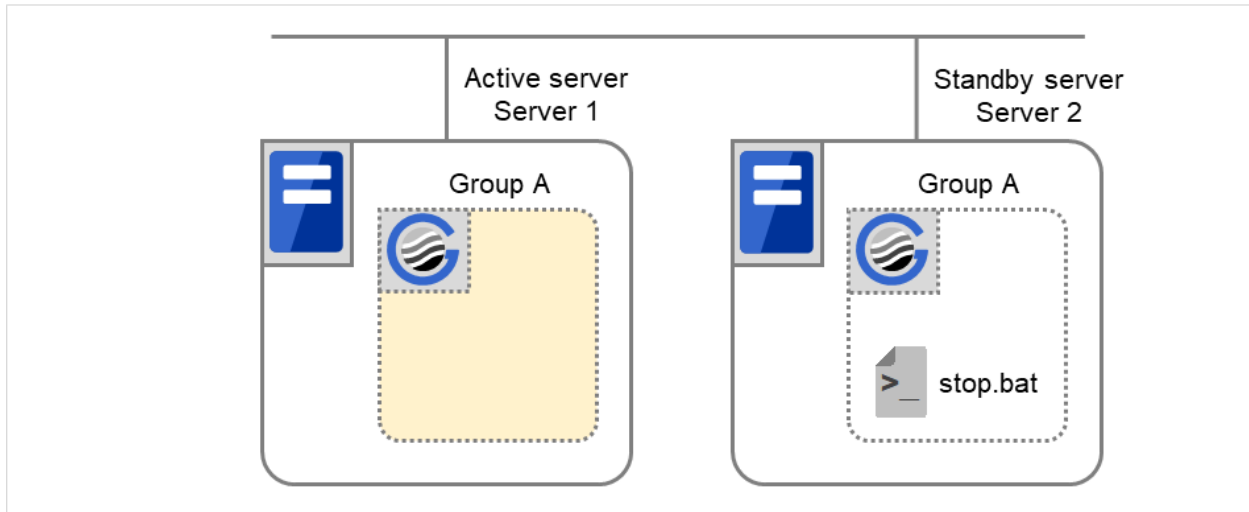 Active server
Server 1
Standby server
Server 2
Group A
Group A
>_ stop.bat